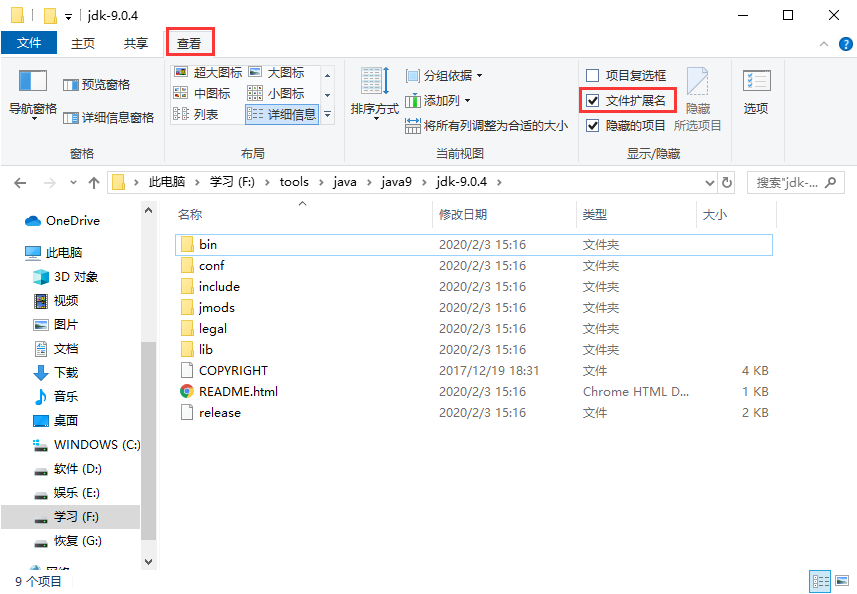 jdk-9.0.4
文件 主页 共享 查看
导航窗格 预览窗格 详细信息窗格
窗格
超大图标 大图标
中图标 小图标
列表 详细信息
布局
排序方式 分组依据
添加列
将所有列调整为合适的大小
当前视图
项目复选框
文件扩展名
隐藏的项目
隐藏
所选项目
显示/隐藏
选项
此电脑 学习 (F:) tools java java9 jdk-9.0.4
搜索"jdk-...
OneDrive
此电脑
3D 对象
视频
图片
文档
下载
音乐
桌面
WINDOWS (C:)
软件 (D:)
娱乐 (E:)
学习 (F:)
恢复 (G:)
名称 修改日期 类型 大小
bin 2020/2/3 15:16 文件夹
conf 2020/2/3 15:16 文件夹
include 2020/2/3 15:16 文件夹
jmods 2020/2/3 15:16 文件夹
legal 2020/2/3 15:16 文件夹
lib 2020/2/3 15:16 文件夹
COPYRIGHT 2017/12/19 18:31 文件 4 KB
README.html 2020/2/3 15:16 Chrome HTML D... 1 KB
release 2020/2/3 15:16 文件 2 KB
9 个项目